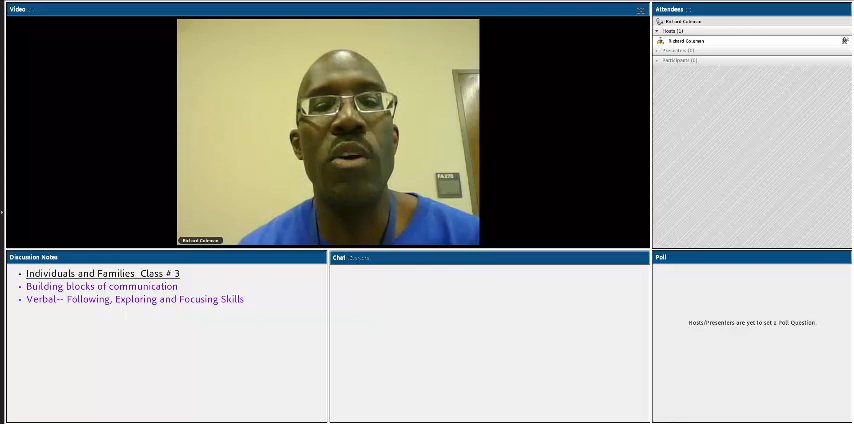 Video
Attendees
Richard Coleman
Hosts (1)
Richard Coleman
Presenters (0)
Participants (0)
PA270
Richard Coleman
Discussion Notes
Individuals and Families Class # 3
Building blocks of communication
Verbal-- Following, Exploring and Focusing Skills
Chat
Poll
Hosts/Presenters are yet to set a Poll Question.